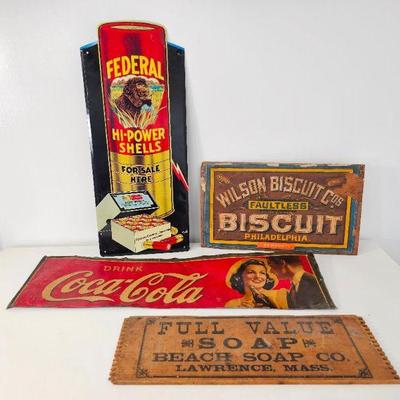 FEDERAL
HI-POWER
SHELLS
FOR SALE
HERE
WILSON BISCUIT CO'S
FAULTLESS
BISCUIT
PHILADELPHIA
DRINK
Coca-Cola
FULL VALUE
SOAP
BEACH SOAP CO.
LAWRENCE, MASS.